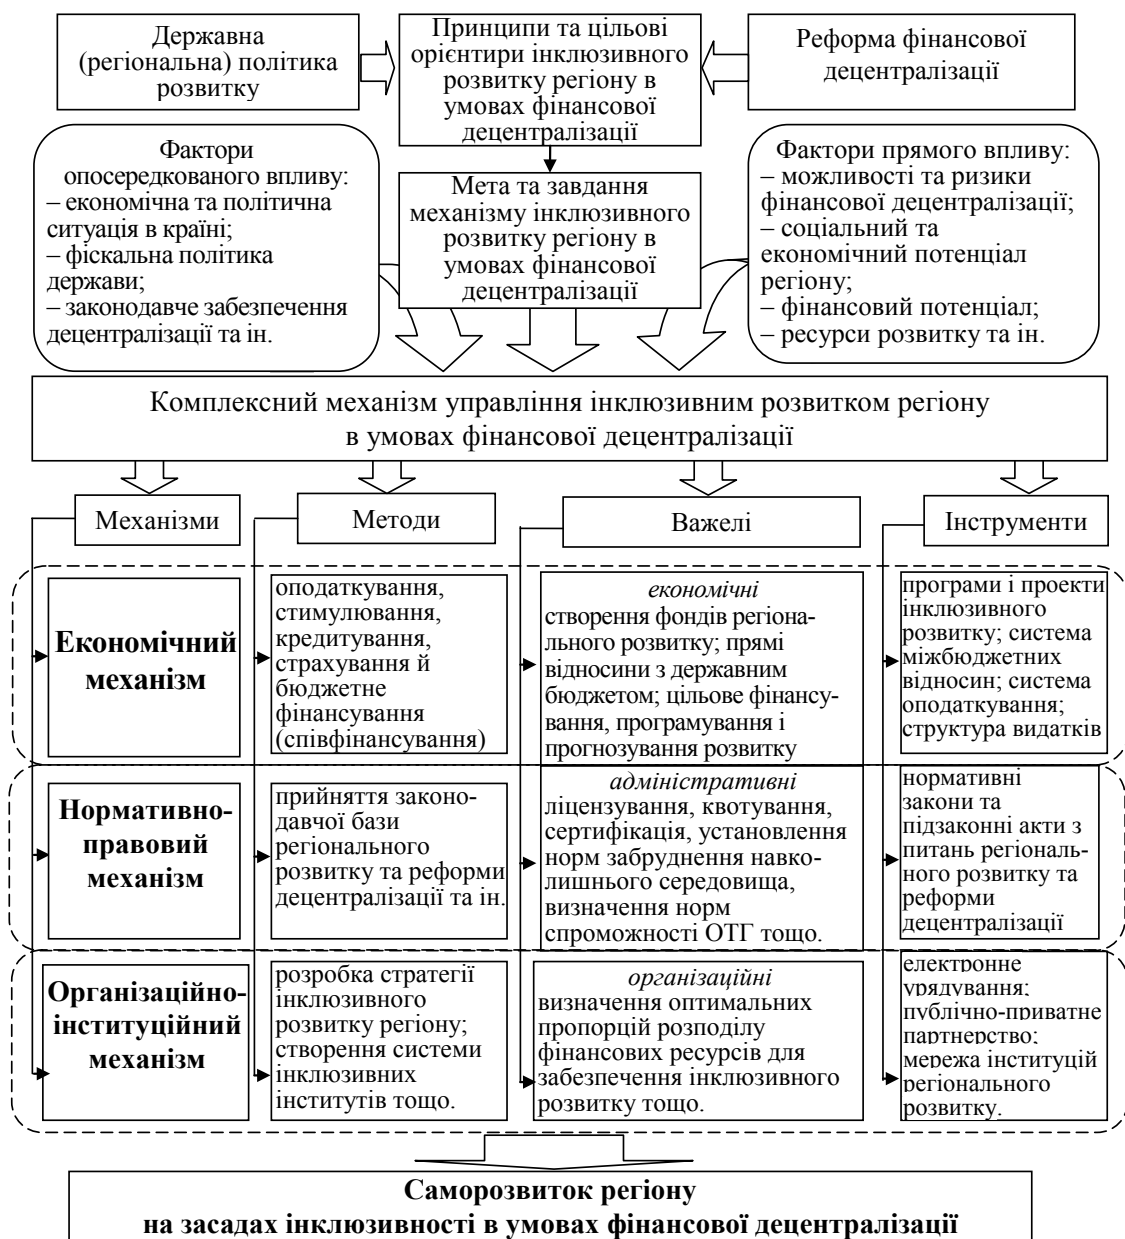 Державна
(регіональна) політика
розвитку
Принципи та цільові
орієнтири інклюзивного
розвитку регіону в
умовах фінансової
децентралізації
Реформа фінансової
децентралізації
Фактори
опосередкованого впливу:
– економічна та політична
ситуація в країні;
– фіскальна політика
держави;
– законодавче забезпечення
децентралізації та ін.
Мета та завдання
механізму інклюзивного
розвитку регіону в
умовах фінансової
децентралізації
Фактори прямого впливу:
– можливості та ризики
фінансової децентралізації;
– соціальний та
економічний потенціал
регіону;
– фінансовий потенціал;
– ресурси розвитку та ін.
Комплексний механізм управління інклюзивним розвитком регіону
в умовах фінансової децентралізації
Механізми
Методи
Важелі
Інструменти
Економічний
механізм
оподаткування,
стимулювання,
кредитування,
страхування й
бюджетне
фінансування
(співфінансування)
економічні
створення фондів регіона-
льного розвитку; прямі
відносини з державним
бюджетом; цільове фінансу-
вання, програмування і
прогнозування розвитку
програми і проекти
інклюзивного
розвитку; система
міжбюджетних
відносин; система
оподаткування;
структура видатків
Нормативно-
правовий
механізм
прийняття законо-
давчої бази
регіонального
розвитку та реформи
децентралізації та ін.
адміністративні
ліцензування, квотування,
сертифікація, установлення
норм забруднення навко-
лишнього середовища,
визначення норм
спроможності ОТГ тощо.
нормативні
закони та
підзаконні акти з
питань регіональ-
ного розвитку та
реформи
децентралізації
Організаційно-
інституційний
механізм
розробка стратегії
інклюзивного
розвитку регіону;
створення системи
інклюзивних
інститутів тощо.
організаційні
визначення оптимальних
пропорцій розподілу
фінансових ресурсів для
забезпечення інклюзивного
розвитку тощо.
електронне
урядування;
публічно-приватне
партнерство;
мережа інституцій
регіонального
розвитку.
Саморозвиток регіону
на засадах інклюзивності в умовах фінансової децентралізації